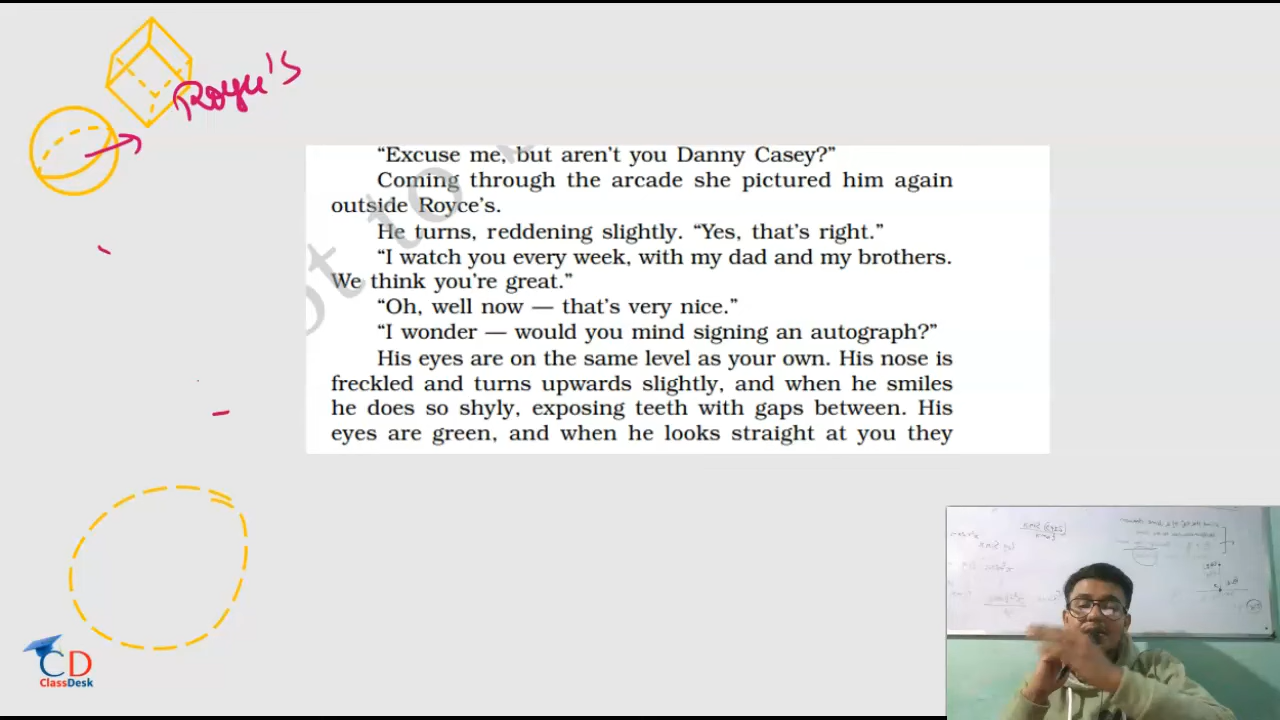 Royce's
“Excuse me, but aren’t you Danny Casey?”
Coming through the arcade she pictured him again
outside Royce’s.
He turns, reddening slightly. “Yes, that’s right.”
“I watch you every week, with my dad and my brothers.
We think you’re great.”
“Oh, well now — that’s very nice.”
“I wonder — would you mind signing an autograph?”
His eyes are on the same level as your own. His nose is
freckled and turns upwards slightly, and when he smiles
he does so shyly, exposing teeth with gaps between. His
eyes are green, and when he looks straight at you they
CD
ClassDesk